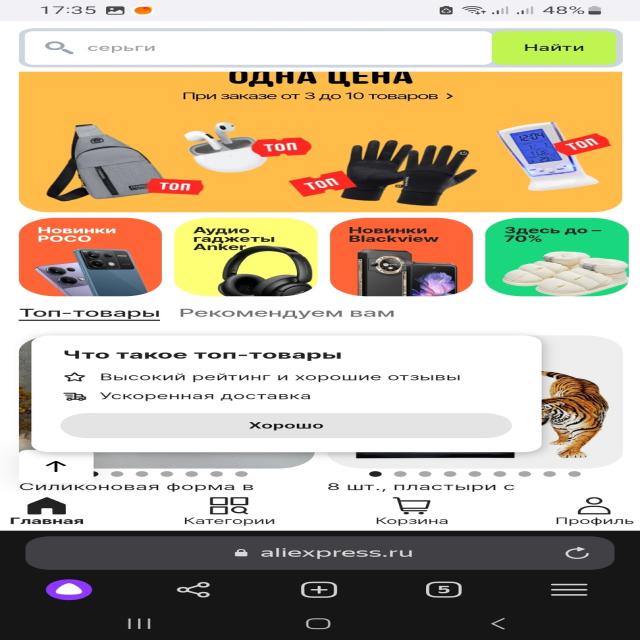 17:35
48%
серьги
Найти
ОДНА ЦЕНА
При заказе от 3 до 10 товаров >
ТОП
ТОП
ТОП
ТОП
Новинки
POCO
Аудио
гаджеты
Anker
Новинки
Blackview
Здесь до –
70%
Топ-товары
Рекомендуем вам
Что такое топ-товары
Высокий рейтинг и хорошие отзывы
Ускоренная доставка
Хорошо
Силиконовая форма в
8 шт., пластыри с
Главная
Категории
Корзина
Профиль
aliexpress.ru
5